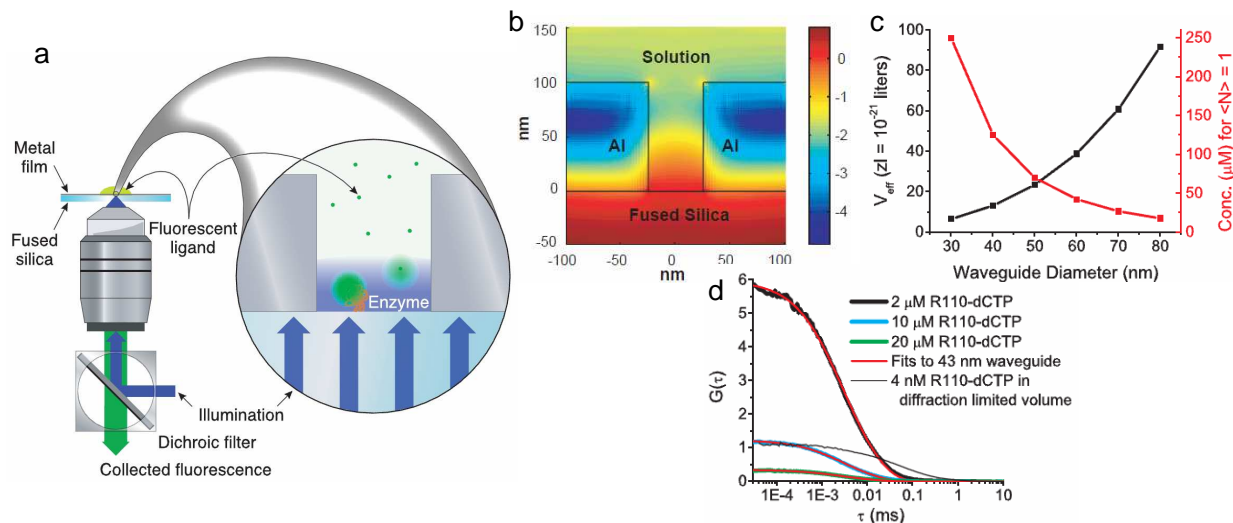 a
Metal
film
Fused
silica
Fluorescent
ligand
Enzyme
Illumination
Dichroic filter
Collected fluorescence
b
150
100
50
0
-50
nm
Solution
Al
Al
Fused Silica
-100
-50
0
50
100
nm
0
-1
-2
-3
-4
c
100
80
60
40
20
0
V_eff (zl = 10^-21 liters)
250
200
150
100
50
0
Conc. (μM) for <N> = 1
30 40 50 60 70 80
Waveguide Diameter (nm)
d
6
5
4
3
2
1
0
G(τ)
2 μM R110-dCTP
10 μM R110-dCTP
20 μM R110-dCTP
Fits to 43 nm waveguide
4 nM R110-dCTP in
diffraction limited volume
1E-4 1E-3 0.01 0.1 1 10
τ (ms)